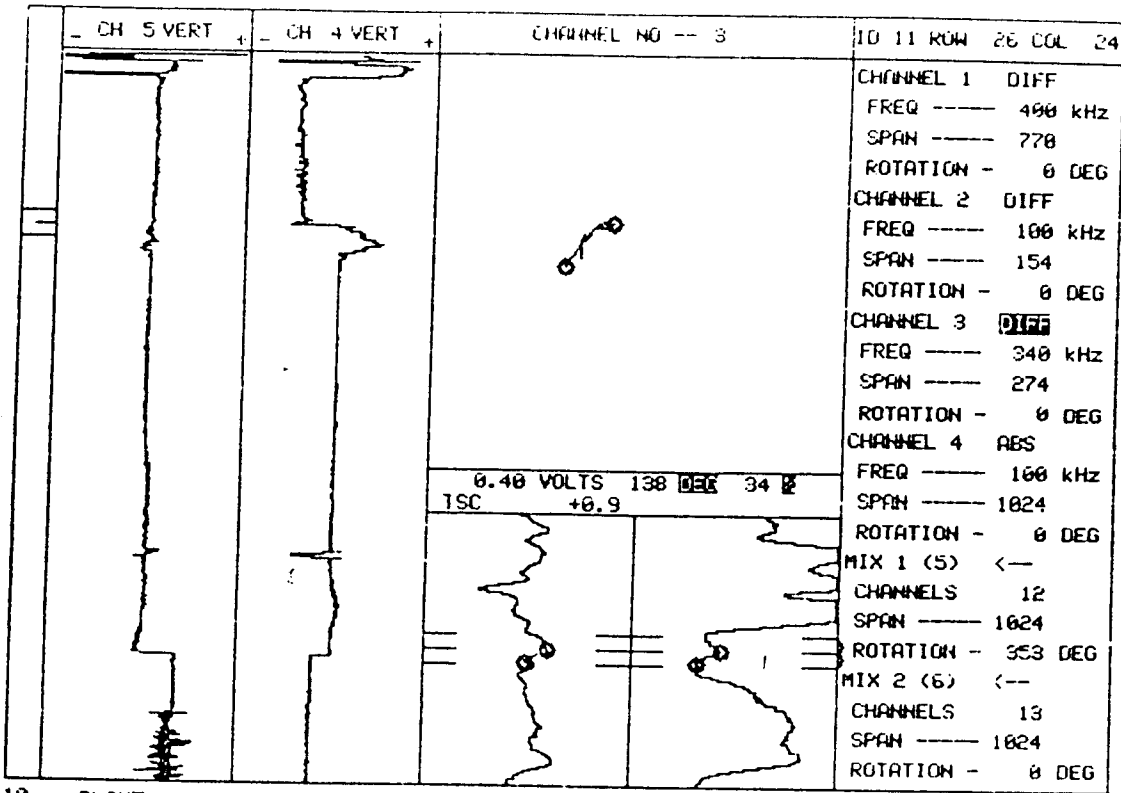 - CH 5 VERT +
- CH 4 VERT +
CHANNEL NO -- 3
ID 11 ROW 26 COL 24
CHANNEL 1 DIFF
FREQ ----- 400 kHz
SPAN ----- 770
ROTATION - 0 DEG
CHANNEL 2 DIFF
FREQ ----- 100 kHz
SPAN ----- 154
ROTATION - 0 DEG
CHANNEL 3 DIFF
FREQ ----- 340 kHz
SPAN ----- 274
ROTATION - 0 DEG
CHANNEL 4 ABS
FREQ ----- 100 kHz
SPAN ----- 1024
ROTATION - 0 DEG
MIX 1 (5) <--
CHANNELS 12
SPAN ----- 1024
ROTATION - 353 DEG
MIX 2 (6) <--
CHANNELS 13
SPAN ----- 1024
ROTATION - 0 DEG
0.40 VOLTS 138 DEG 34
TSC +0.9